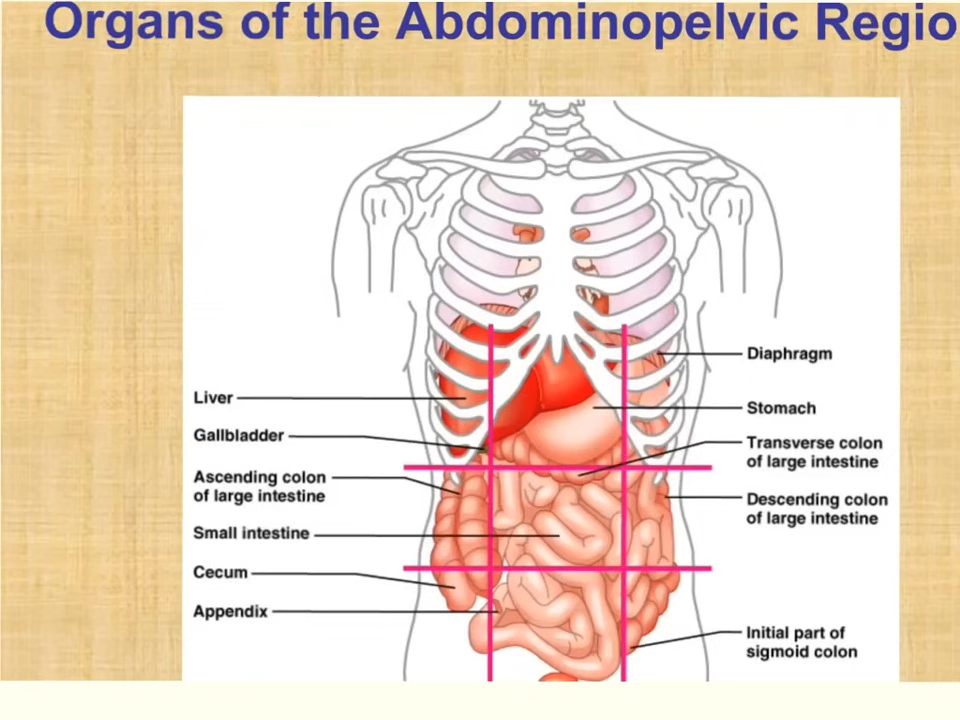 Organs of the Abdominopelvic Regio
Diaphragm
Liver
Stomach
Gallbladder
Transverse colon
of large intestine
Ascending colon
of large intestine
Descending colon
of large intestine
Small intestine
Cecum
Appendix
Initial part of
sigmoid colon